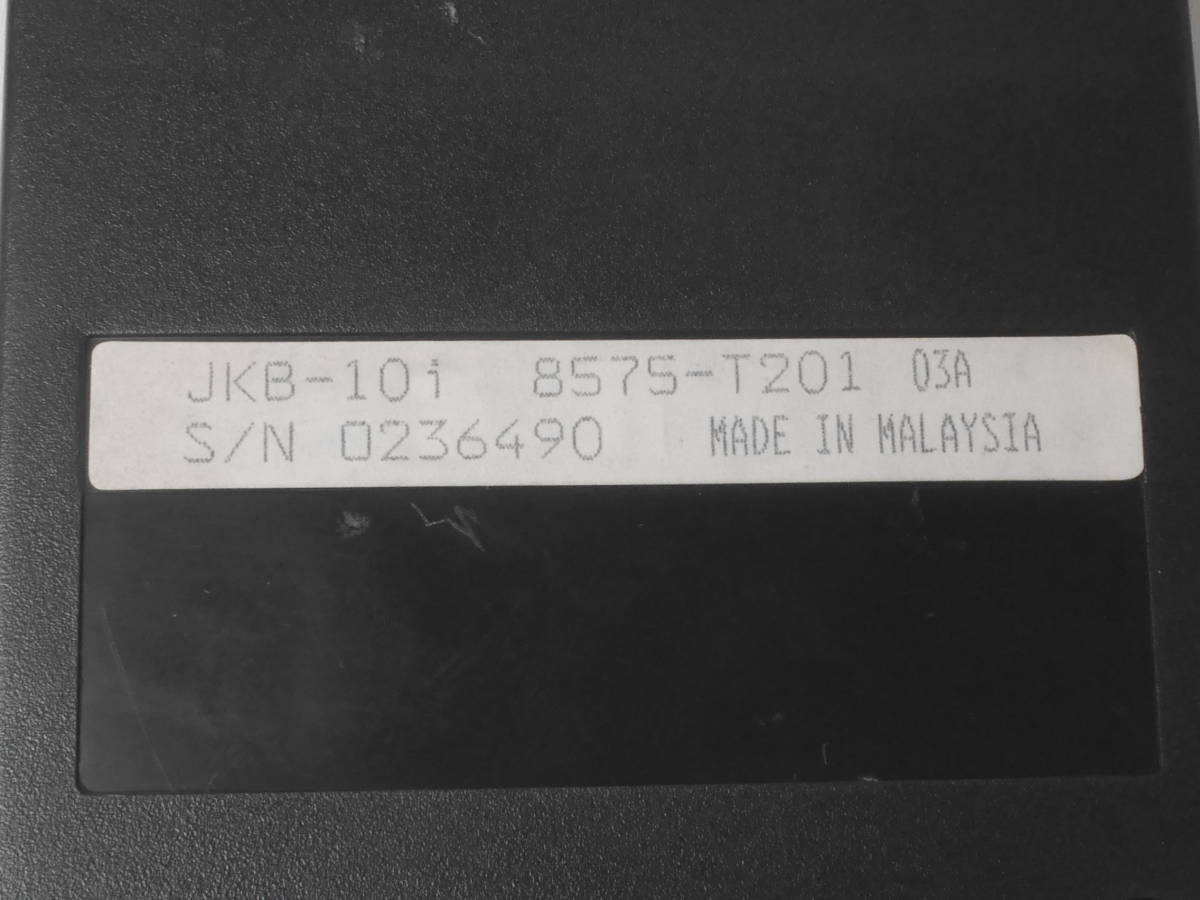 JKB-10i 8575-T201 03A
S/N 0236490 MADE IN MALAYSIA